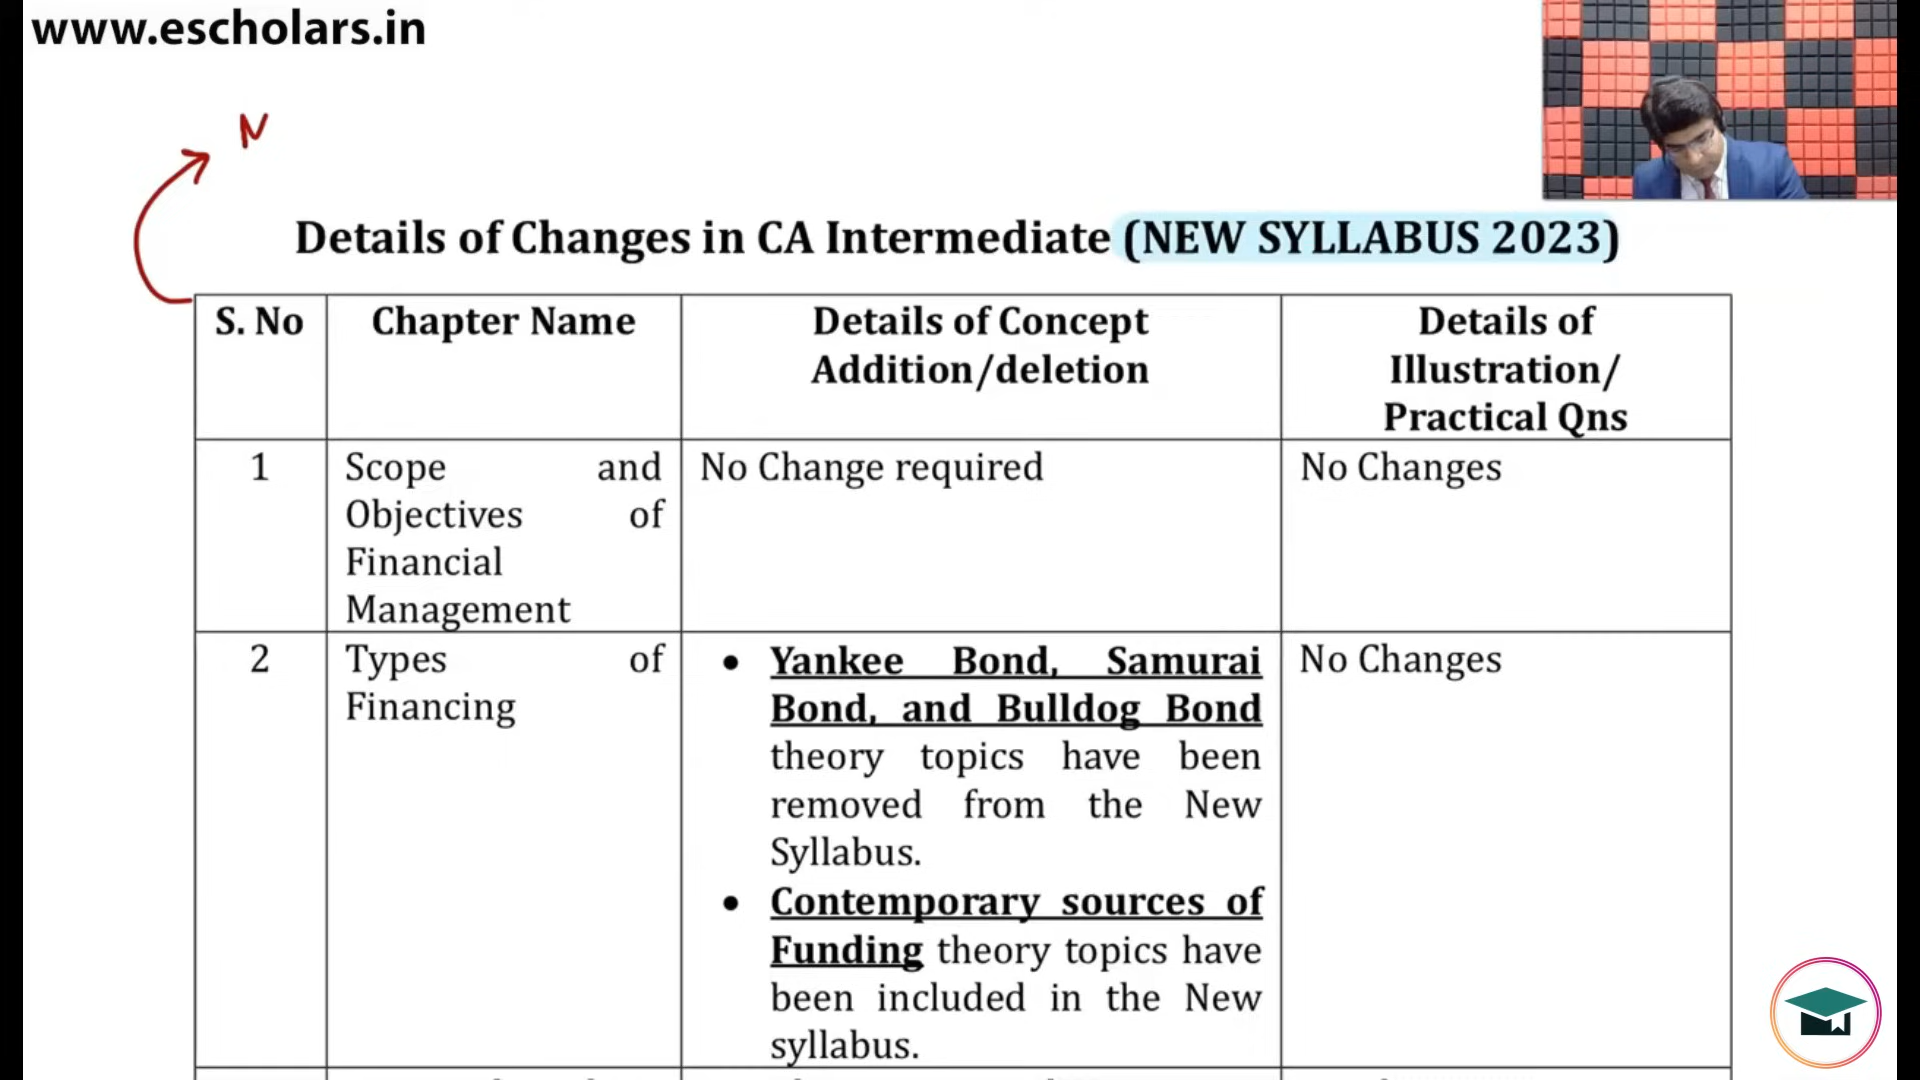 www.escholars.in
N
Details of Changes in CA Intermediate (NEW SYLLABUS 2023)
S. No
Chapter Name
Details of Concept
Addition/deletion
Details of
Illustration/
Practical Qns
1
Scope and
Objectives of
Financial
Management
No Change required
No Changes
2
Types of
Financing
• Yankee Bond, Samurai
Bond, and Bulldog Bond
theory topics have been
removed from the New
Syllabus.
• Contemporary sources of
Funding theory topics have
been included in the New
syllabus.
No Changes